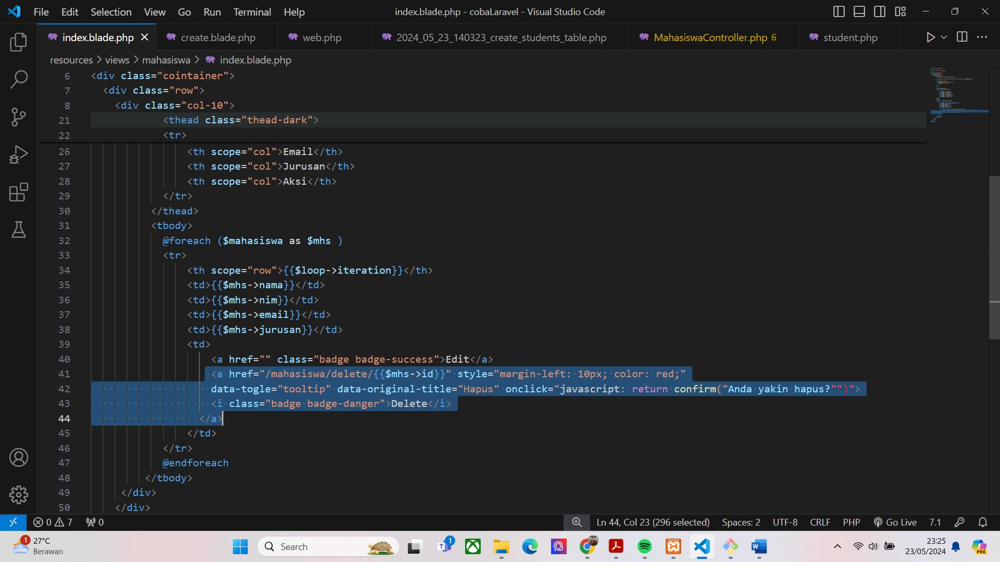 File Edit Selection View Go Run Terminal Help index.blade.php - cobaLaravel - Visual Studio Code
index.blade.php create.blade.php web.php 2024_05_23_140323_create_students_table.php MahasiswaController.php 6 student.php
resources > views > mahasiswa > index.blade.php
6 <div class="cointainer">
7 <div class="row">
8 <div class="col-10">
21 <thead class="thead-dark">
22 <tr>
26 <th scope="col">Email</th>
27 <th scope="col">Jurusan</th>
28 <th scope="col">Aksi</th>
29 </tr>
30 </thead>
31 <tbody>
32 @foreach ($mahasiswa as $mhs )
33 <tr>
34 <th scope="row">{{$loop->iteration}}</th>
35 <td>{{$mhs->nama}}</td>
36 <td>{{$mhs->nim}}</td>
37 <td>{{$mhs->email}}</td>
38 <td>{{$mhs->jurusan}}</td>
39 <td>
40 <a href="" class="badge badge-success">Edit</a>
41 <a href="/mahasiswa/delete/{{$mhs->id}}" style="margin-left: 10px; color: red;"
42 data-togle="tooltip" data-original-title="Hapus" onclick="javascript: return confirm("Anda yakin hapus?"")">
43 <i class="badge badge-danger">Delete</i>
44 </a>
45 </td>
46 </tr>
47 @endforeach
48 </tbody>
49 </div>
50 </div>
0 7 0 Ln 44, Col 23 (296 selected) Spaces: 2 UTF-8 CRLF PHP Go Live 7.1
1 27°C
Berawan
Search
1
23:25
23/05/2024
PRE